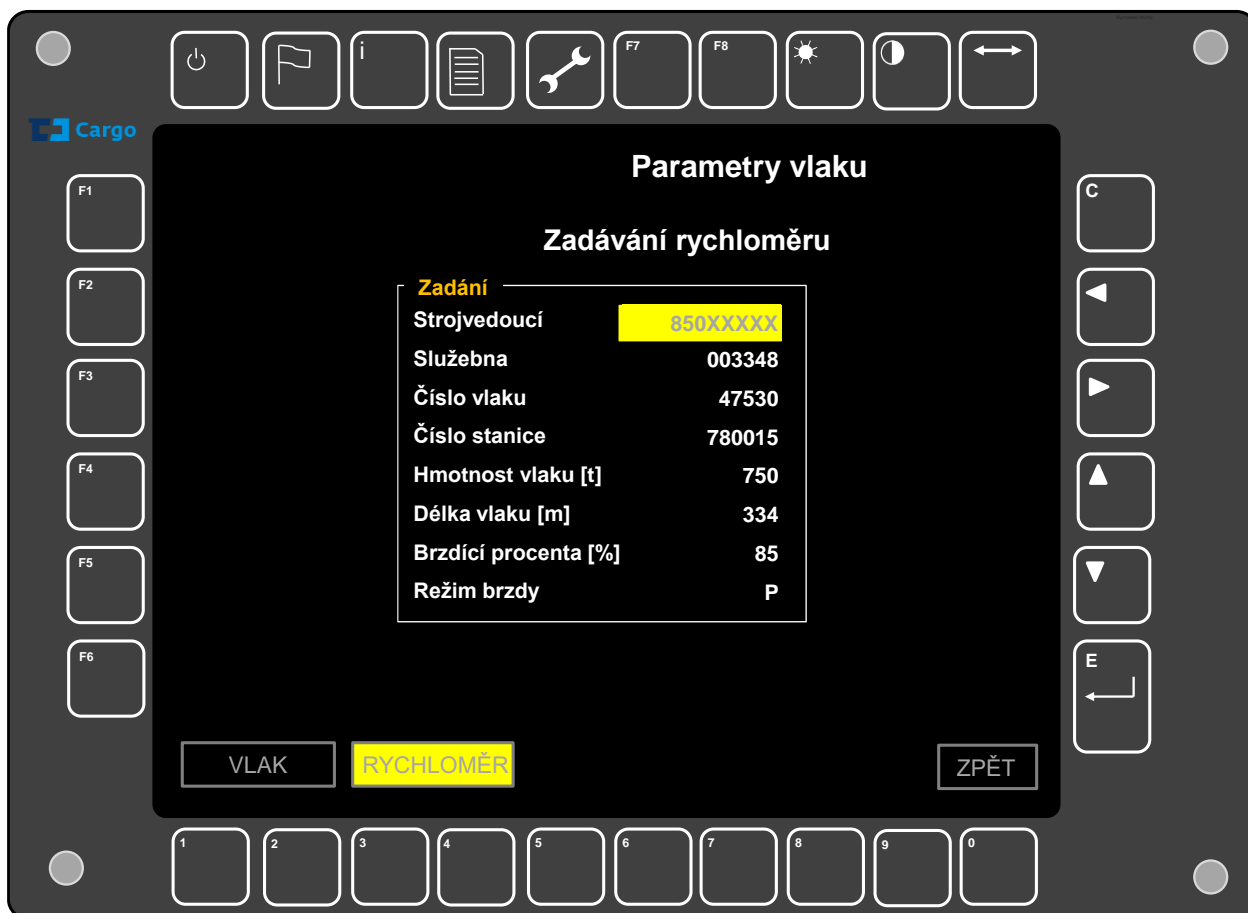 F7
F8
i
Cargo
Parametry vlaku
F1
C
Zadávání rychloměru
F2
Zadání
Strojvedoucí 850XXXXX
Služebna 003348
F3
Číslo vlaku 47530
Číslo stanice 780015
F4
Hmotnost vlaku [t] 750
Délka vlaku [m] 334
F5
Brzdící procenta [%] 85
Režim brzdy P
F6
E
VLAK RYCHLOMĚR ZPĚT
1 2 3 4 5 6 7 8 9 0